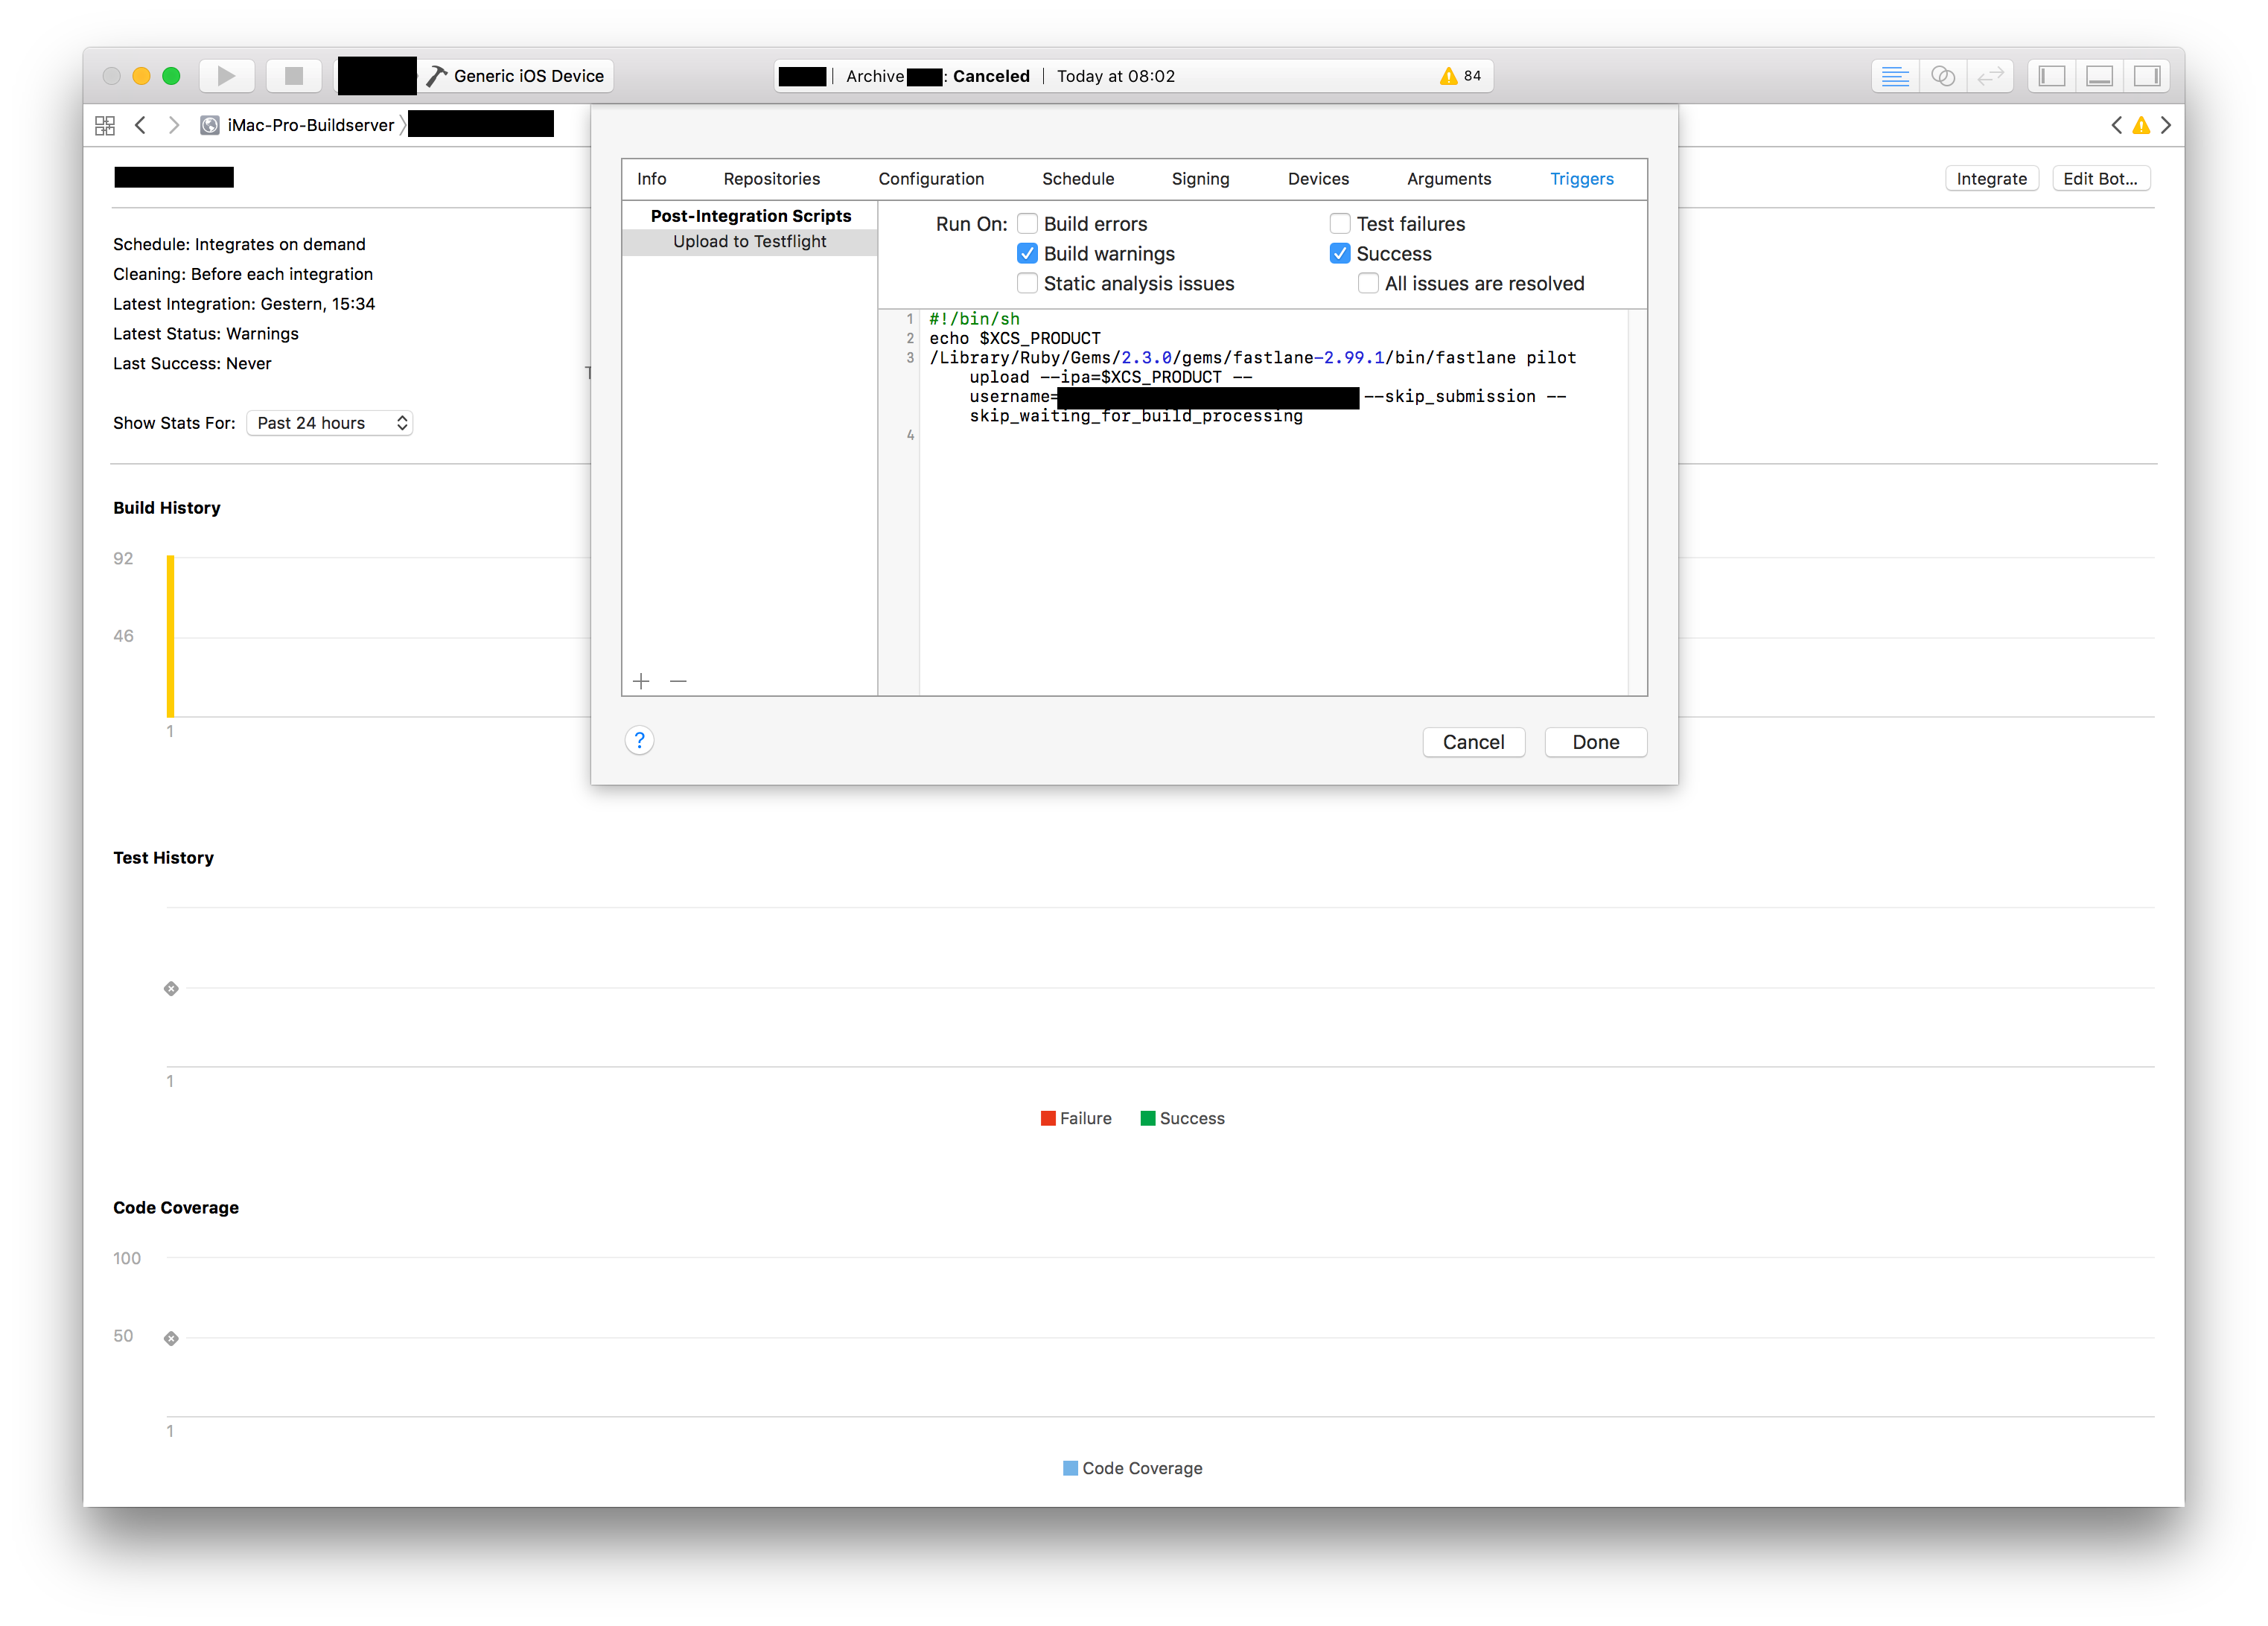 Generic iOS Device
Archive : Canceled | Today at 08:02
84
iMac-Pro-Buildserver
Info Repositories Configuration Schedule Signing Devices Arguments Triggers
Integrate Edit Bot...
Post-Integration Scripts
Upload to Testflight
Run On: Build errors Test failures
Build warnings Success
Static analysis issues All issues are resolved
1 #!/bin/sh
2 echo $XCS_PRODUCT
3 /Library/Ruby/Gems/2.3.0/gems/fastlane-2.99.1/bin/fastlane pilot
upload --ipa=$XCS_PRODUCT --
username= --skip_submission --
skip_waiting_for_build_processing
4
? Cancel Done
Schedule: Integrates on demand
Cleaning: Before each integration
Latest Integration: Gestern, 15:34
Latest Status: Warnings
Last Success: Never
T
Show Stats For: Past 24 hours
Build History
92
46
1
Test History
1
Failure Success
Code Coverage
100
50
1
Code Coverage